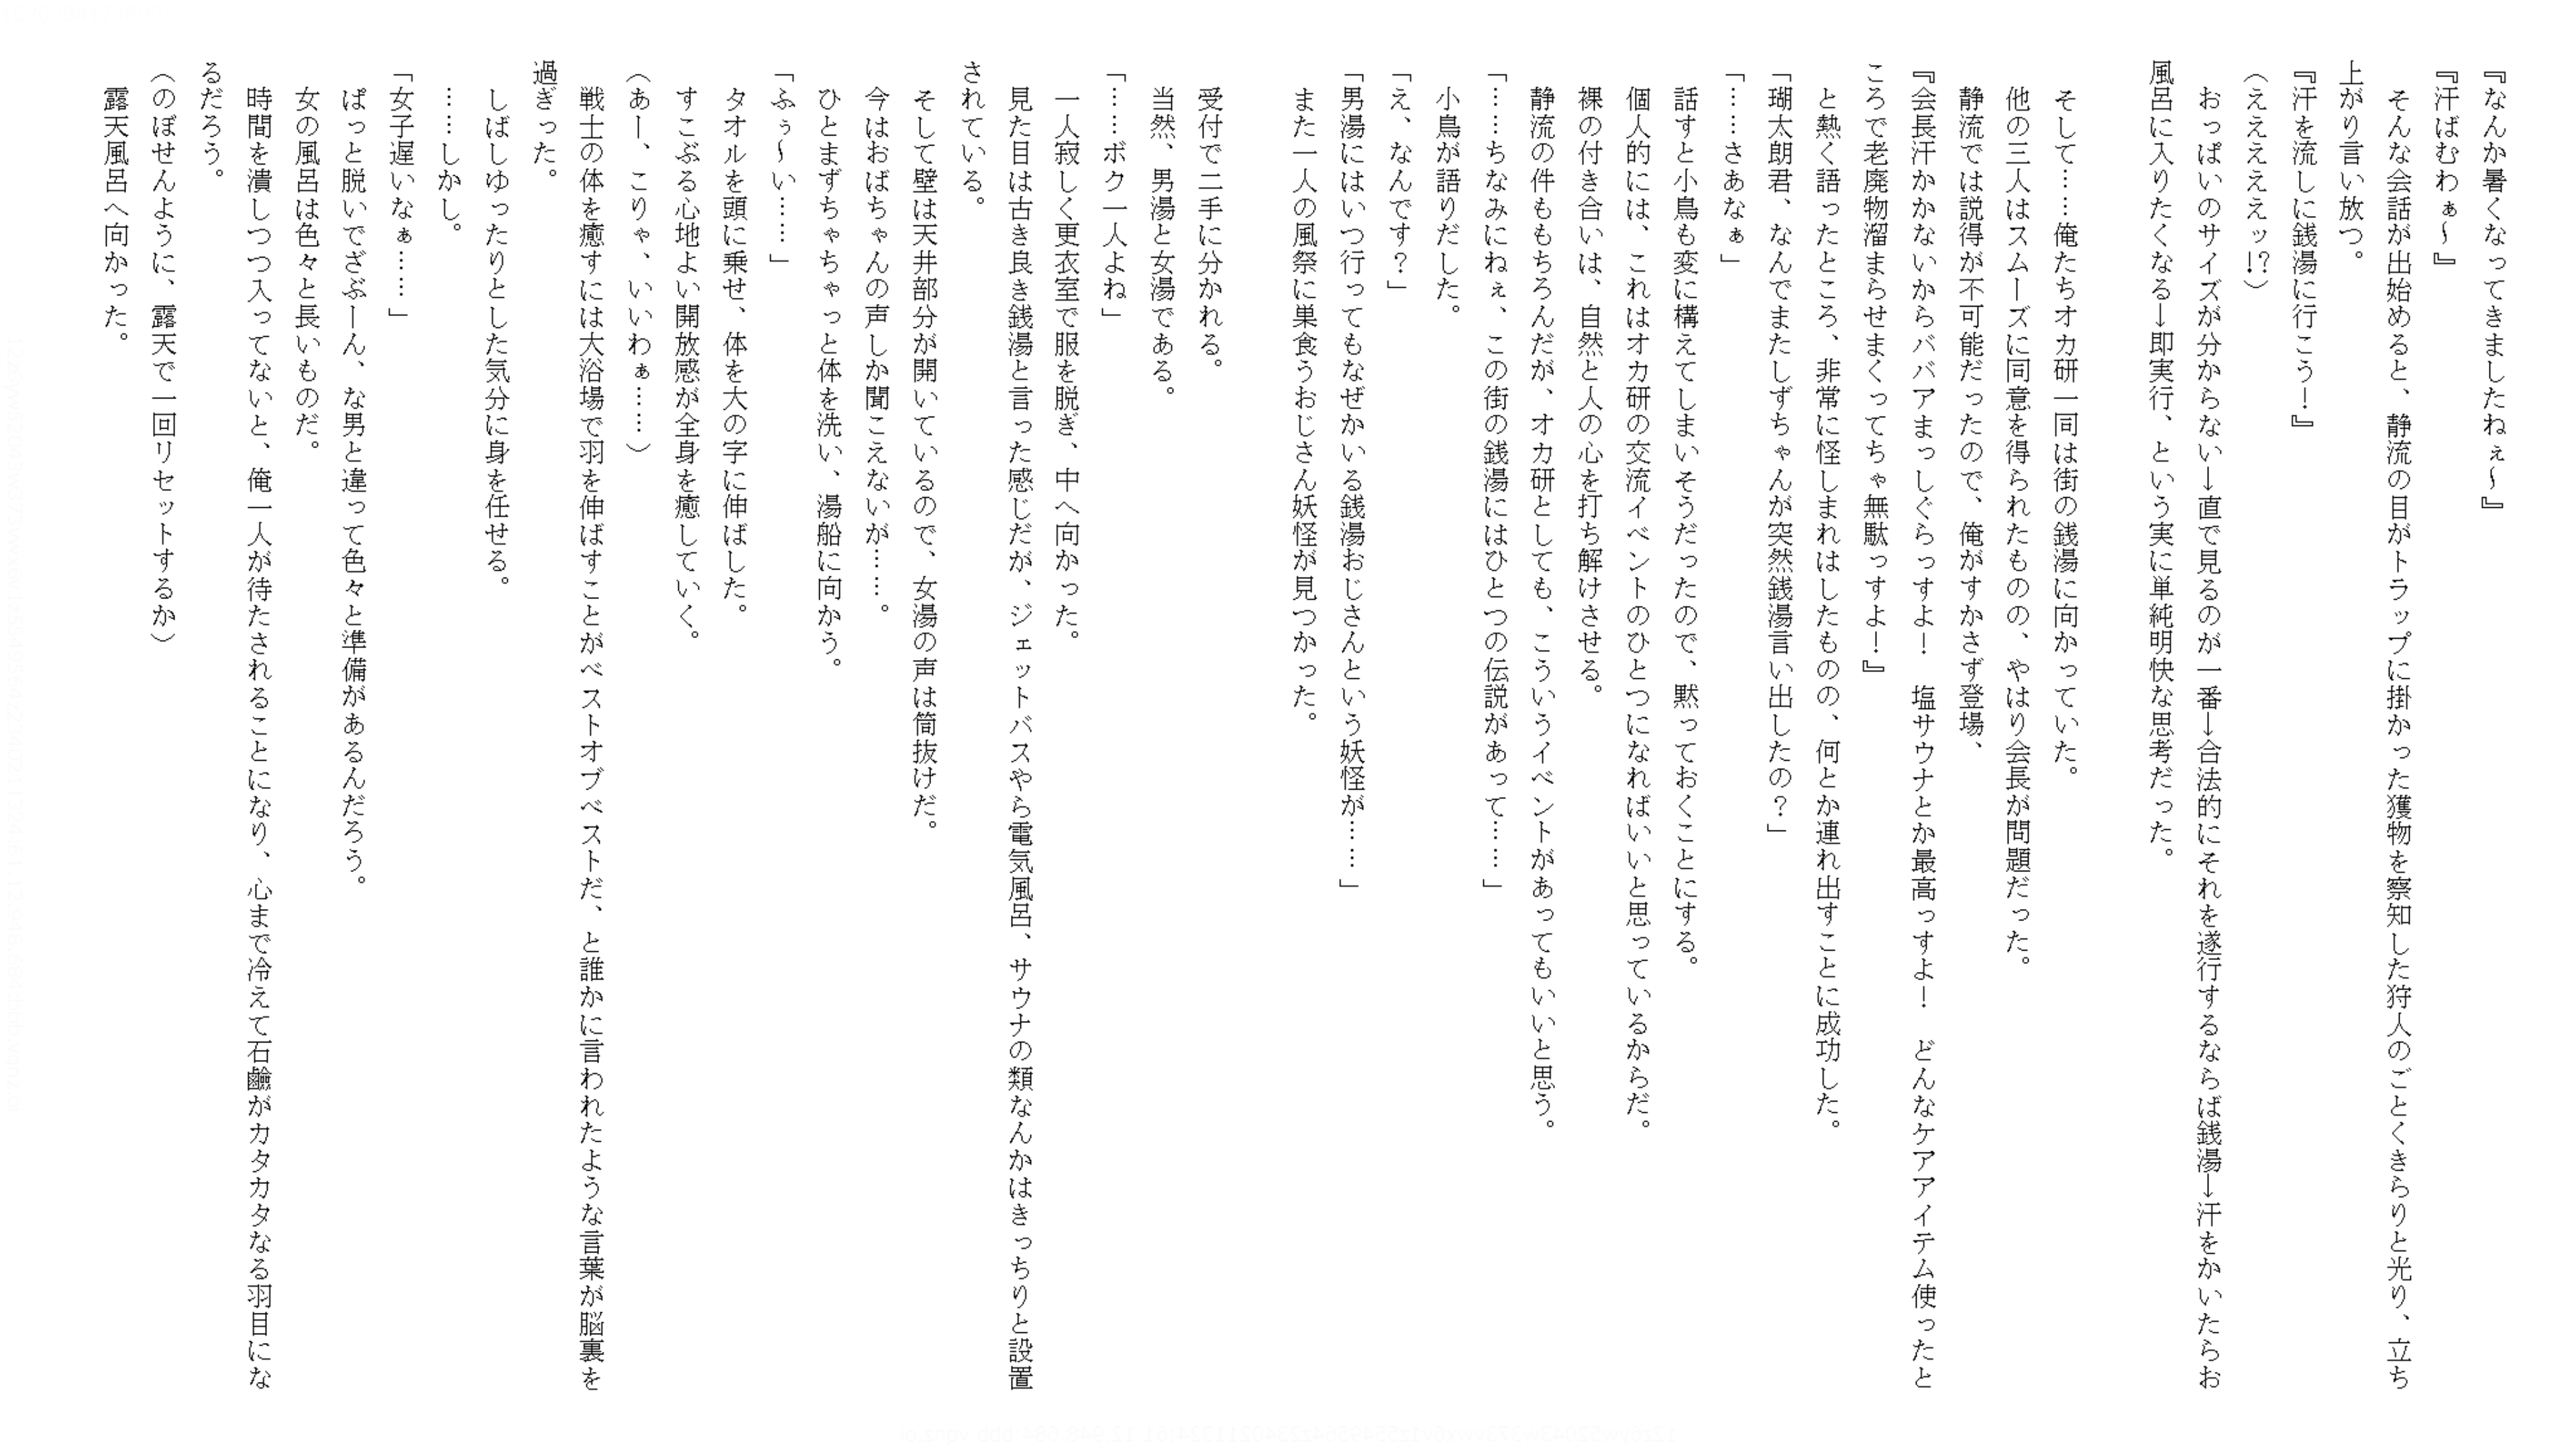 『なんか暑くなってきましたねぇ～』
『汗ばむわぁ～』
　そんな会話が出始めると、静流の目がトラップに掛かった獲物を察知した狩人のごとくきらりと光り、立ち
上がり言い放つ。
『汗を流しに銭湯に行こう！』
（ええええぇッ!?）
　おっぱいのサイズが分からない→直で見るのが一番→合法的にそれを遂行するならば銭湯→汗をかいたらお
風呂に入りたくなる→即実行、という実に単純明快な思考だった。
　そして……俺たちオカ研一同は街の銭湯に向かっていた。
　他の三人はスムーズに同意を得られたものの、やはり会長が問題だった。
　静流では説得が不可能だったので、俺がすかさず登場、
『会長汗かかないからババアまっしぐらっすよ！　塩サウナとか最高っすよ！　どんなケアアイテム使ったと
ころで老廃物溜まらせまくってちゃ無駄っすよ！』
　と熱く語ったところ、非常に怪しまれはしたものの、何とか連れ出すことに成功した。
「瑚太朗君、なんでまたしずちゃんが突然銭湯言い出したの？」
「……さあなぁ」
　話すと小鳥も変に構えてしまいそうだったので、黙っておくことにする。
　個人的には、これはオカ研の交流イベントのひとつになればいいと思っているからだ。
　裸の付き合いは、自然と人の心を打ち解けさせる。
　静流の件ももちろんだが、オカ研としても、こういうイベントがあってもいいと思う。
「……ちなみにねぇ、この街の銭湯にはひとつの伝説があって……」
　小鳥が語りだした。
「え、なんです？」
「男湯にはいつ行ってもなぜかいる銭湯おじさんという妖怪が……」
　また一人の風祭に巣食うおじさん妖怪が見つかった。
　受付で二手に分かれる。
　当然、男湯と女湯である。
「……ボク一人よね」
　一人寂しく更衣室で服を脱ぎ、中へ向かった。
　見た目は古き良き銭湯と言った感じだが、ジェットバスやら電気風呂、サウナの類なんかはきっちりと設置
されている。
　そして壁は天井部分が開いているので、女湯の声は筒抜けだ。
　今はおばちゃんの声しか聞こえないが……。
　ひとまずちゃちゃっと体を洗い、湯船に向かう。
「ふぅ～い……」
　タオルを頭に乗せ、体を大の字に伸ばした。
　すこぶる心地よい開放感が全身を癒していく。
（あー、こりゃ、いいわぁ……）
　戦士の体を癒すには大浴場で羽を伸ばすことがベストオブベストだ、と誰かに言われたような言葉が脳裏を
過ぎった。
　しばしゆったりとした気分に身を任せる。
　……しかし。
「女子遅いなぁ……」
　ぱっと脱いでざぶーん、な男と違って色々と準備があるんだろう。
　女の風呂は色々と長いものだ。
　時間を潰しつつ入ってないと、俺一人が待たされることになり、心まで冷えて石鹸がカタカタなる羽目にな
るだろう。
（のぼせんように、露天で一回リセットするか）
　露天風呂へ向かった。